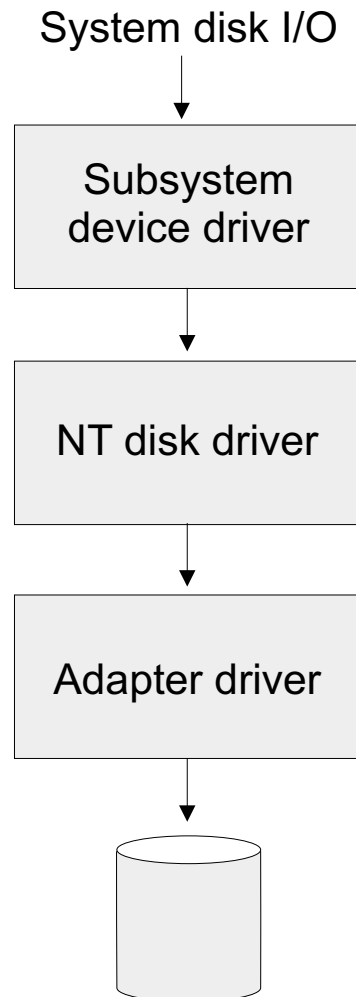 System disk I/O
Subsystem
device driver
NT disk driver
Adapter driver